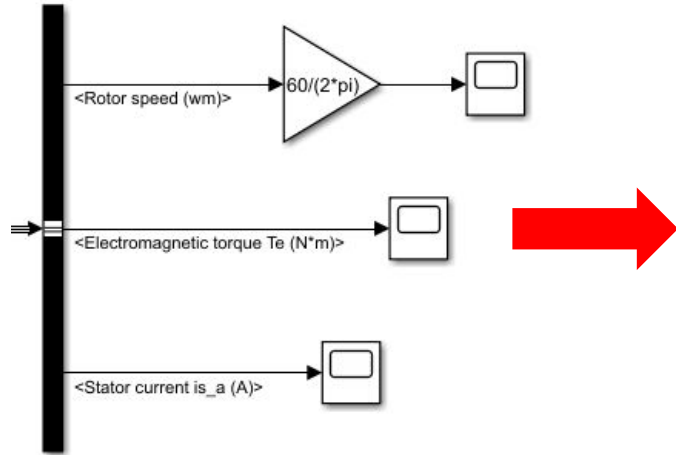 60/(2*pi)
<Rotor speed (wm)>
<Electromagnetic torque Te (N*m)>
<Stator current is_a (A)>